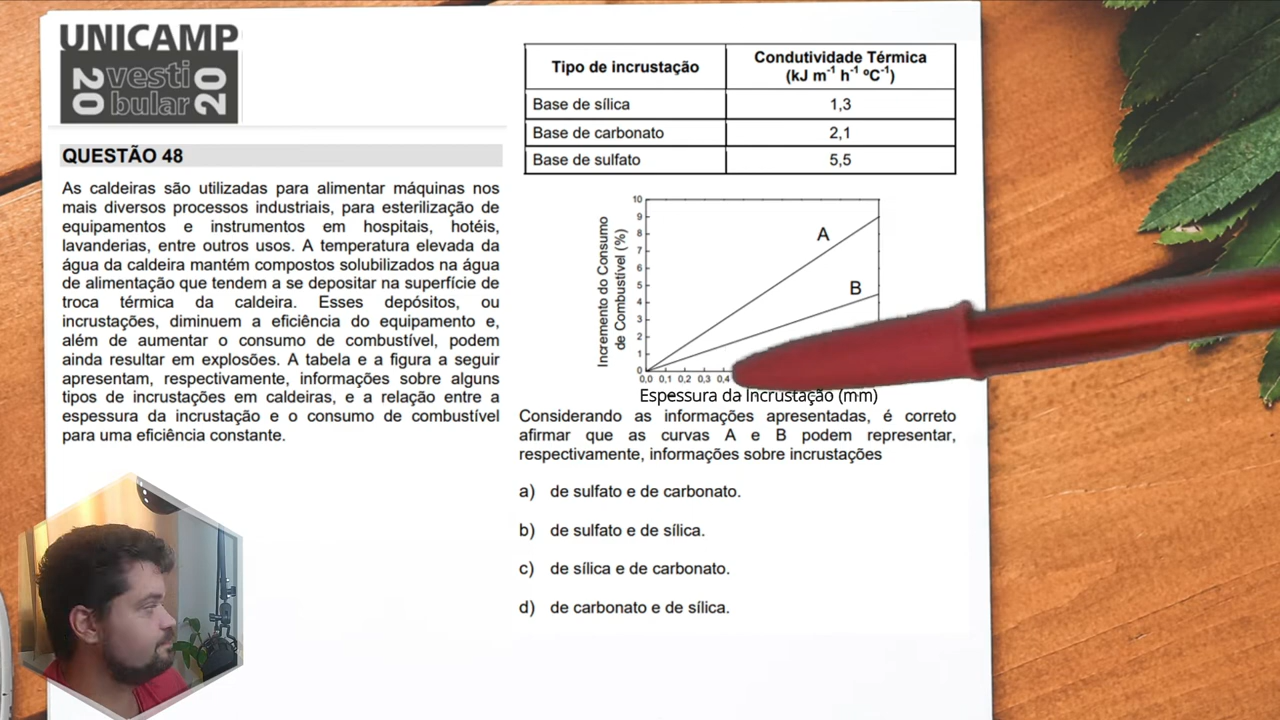 UNICAMP
20 vesti
bular 20
QUESTÃO 48
As caldeiras são utilizadas para alimentar máquinas nos
mais diversos processos industriais, para esterilização de
equipamentos e instrumentos em hospitais, hotéis,
lavanderias, entre outros usos. A temperatura elevada da
água da caldeira mantém compostos solubilizados na água
de alimentação que tendem a se depositar na superfície de
troca térmica da caldeira. Esses depósitos, ou
incrustações, diminuem a eficiência do equipamento e,
além de aumentar o consumo de combustível, podem
ainda resultar em explosões. A tabela e a figura a seguir
apresentam, respectivamente, informações sobre alguns
tipos de incrustações em caldeiras, e a relação entre a
espessura da incrustação e o consumo de combustível
para uma eficiência constante.
Tipo de incrustação
Condutividade Térmica
(kJ m⁻¹ h⁻¹ ºC⁻¹)
Base de sílica 1,3
Base de carbonato 2,1
Base de sulfato 5,5
Incremento do Consumo
de Combustível (%)
10
9
8
7
6
5
4
3
2
1
0
A
B
0,0 0,1 0,2 0,3 0,4
Espessura da Incrustação (mm)
Considerando as informações apresentadas, é correto
afirmar que as curvas A e B podem representar,
respectivamente, informações sobre incrustações
a) de sulfato e de carbonato.
b) de sulfato e de sílica.
c) de sílica e de carbonato.
d) de carbonato e de sílica.